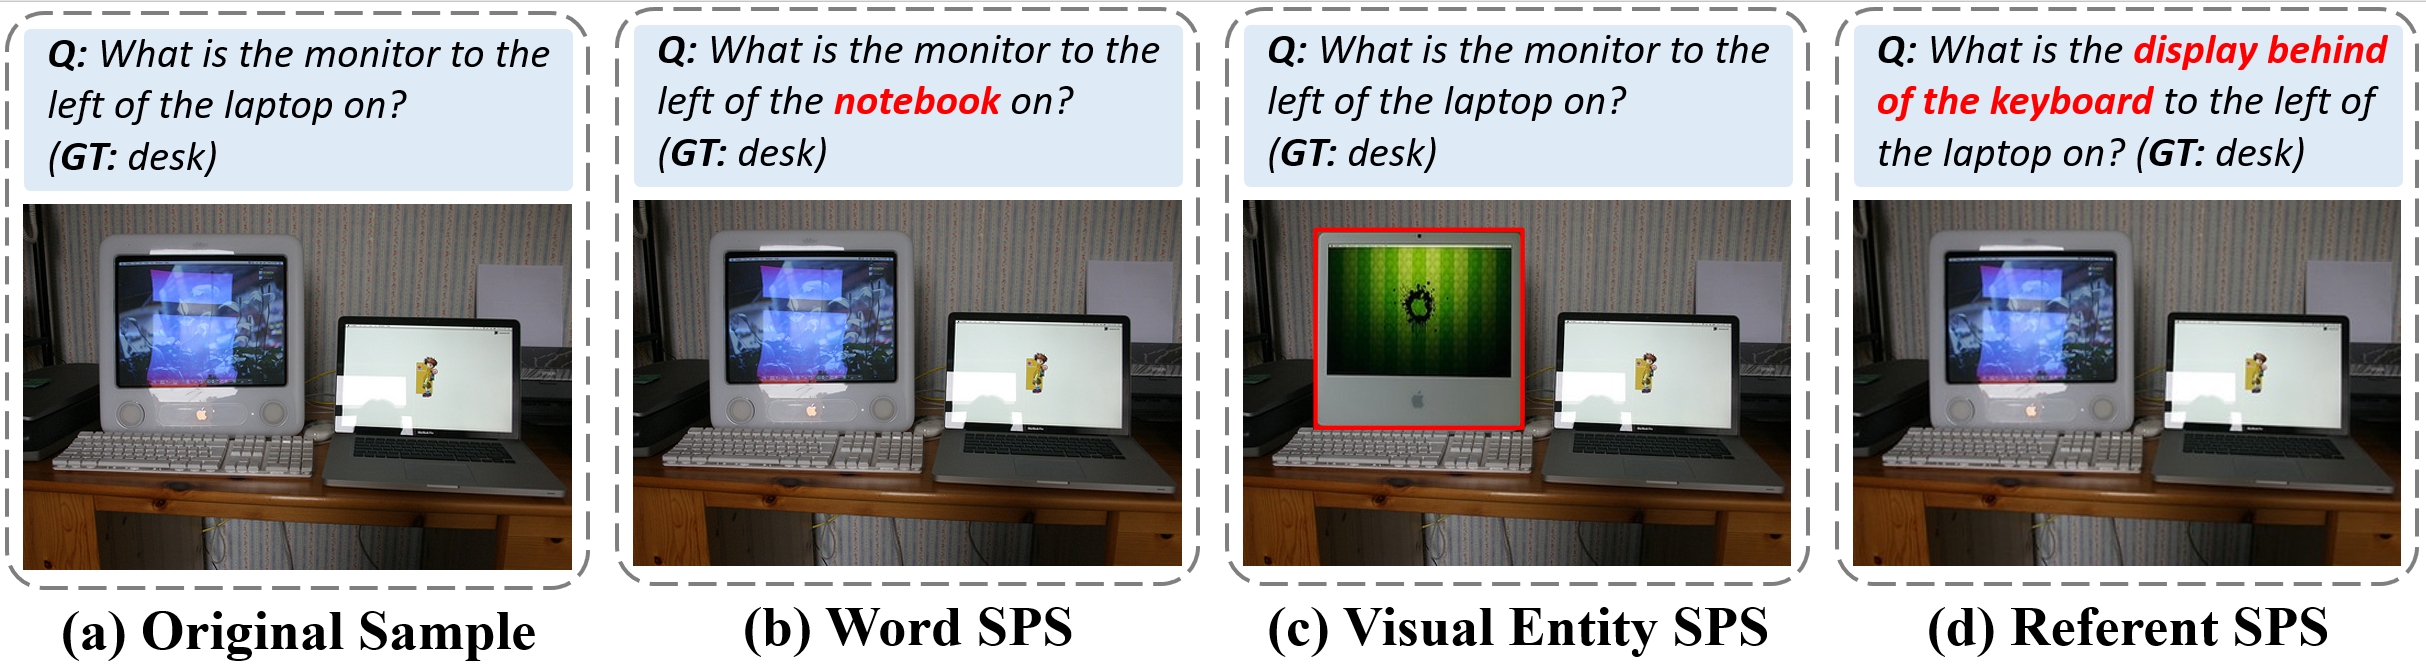 Q: What is the monitor to the
left of the laptop on?
(GT: desk)
(a) Original Sample
Q: What is the monitor to the
left of the notebook on?
(GT: desk)
(b) Word SPS
Q: What is the monitor to the
left of the laptop on?
(GT: desk)
(c) Visual Entity SPS
Q: What is the display behind
of the keyboard to the left of
the laptop on? (GT: desk)
(d) Referent SPS